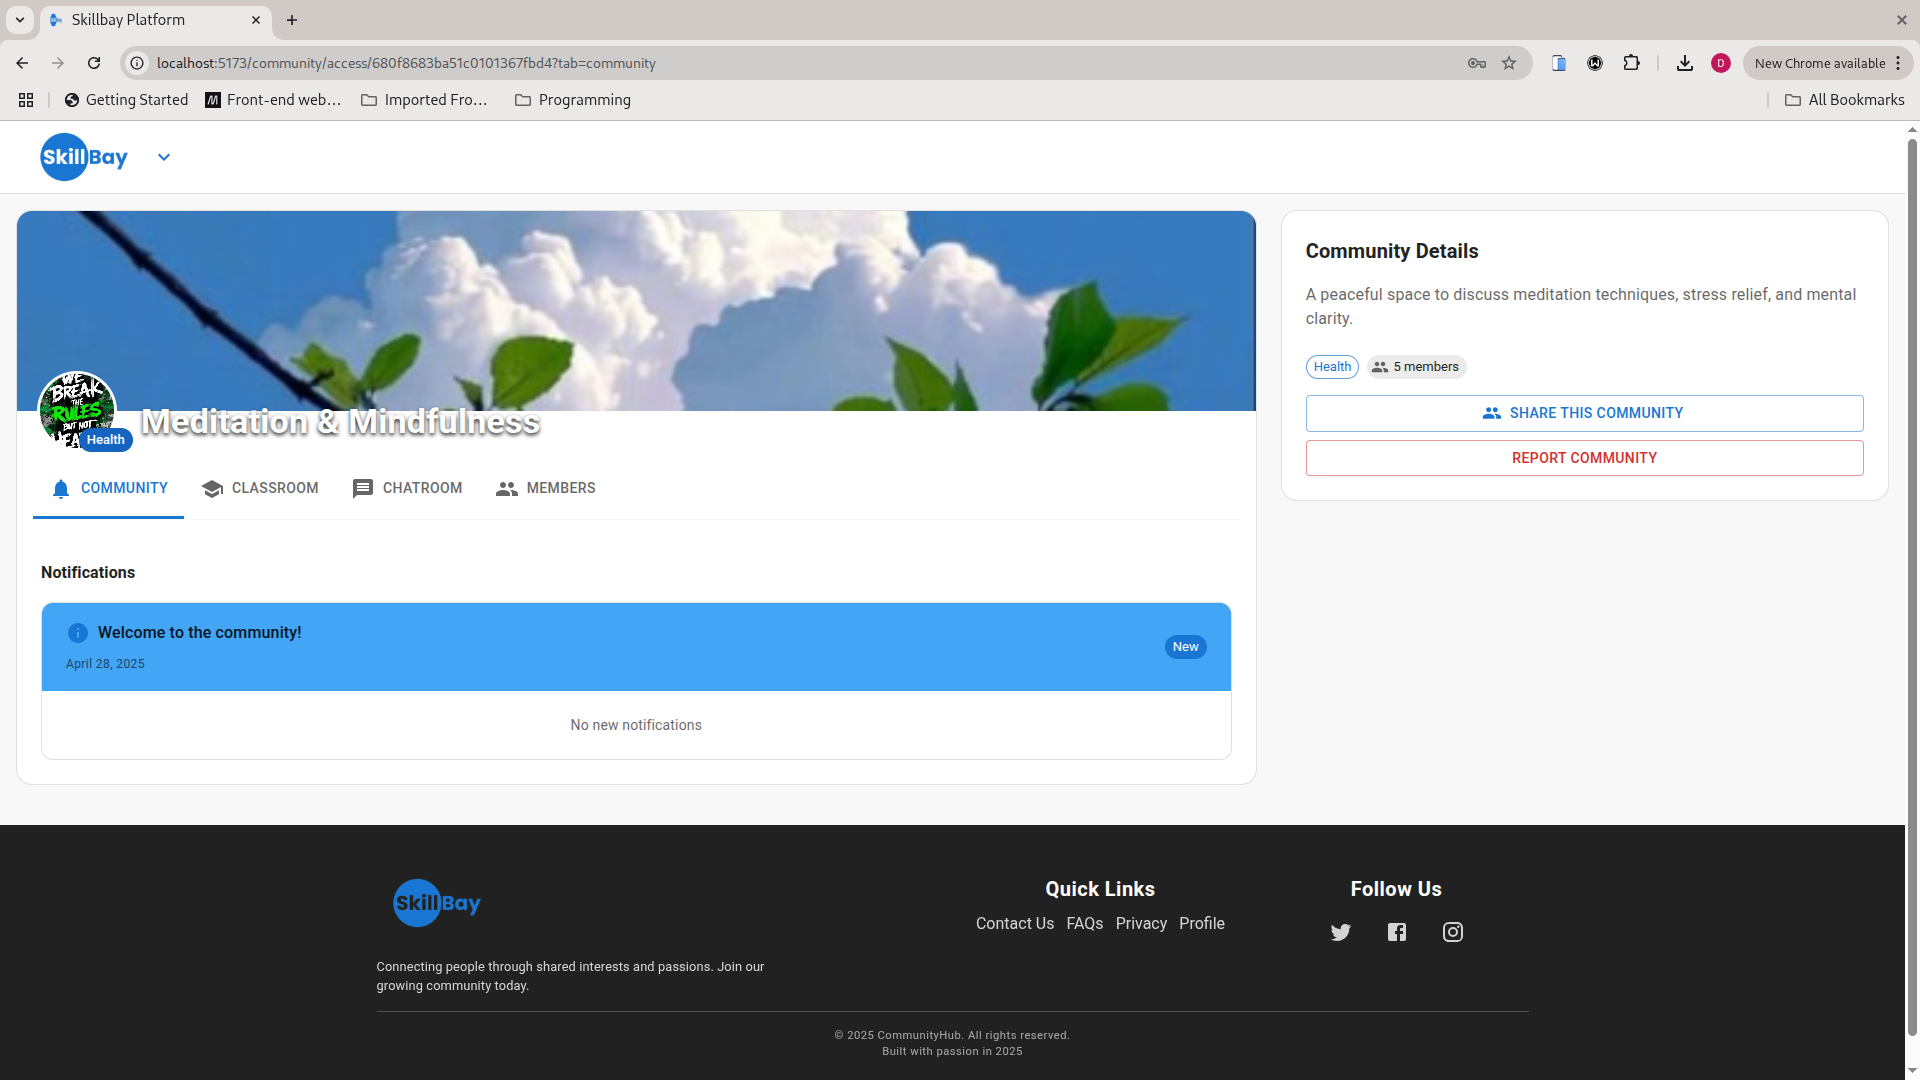 Skillbay Platform
localhost:5173/community/access/680f8683ba51c0101367fbd4?tab=community
D
New Chrome available
Getting Started
Front-end web...
Imported Fro...
Programming
All Bookmarks
SkillBay
WE
BREAK
THE
RULES
BUT NOT
Health
Meditation & Mindfulness
COMMUNITY
CLASSROOM
CHATROOM
MEMBERS
Notifications
Welcome to the community!
April 28, 2025
New
No new notifications
Community Details
A peaceful space to discuss meditation techniques, stress relief, and mental
clarity.
Health
5 members
SHARE THIS COMMUNITY
REPORT COMMUNITY
SkillBay
Connecting people through shared interests and passions. Join our
growing community today.
Quick Links
Contact Us FAQs Privacy Profile
Follow Us
© 2025 CommunityHub. All rights reserved.
Built with passion in 2025